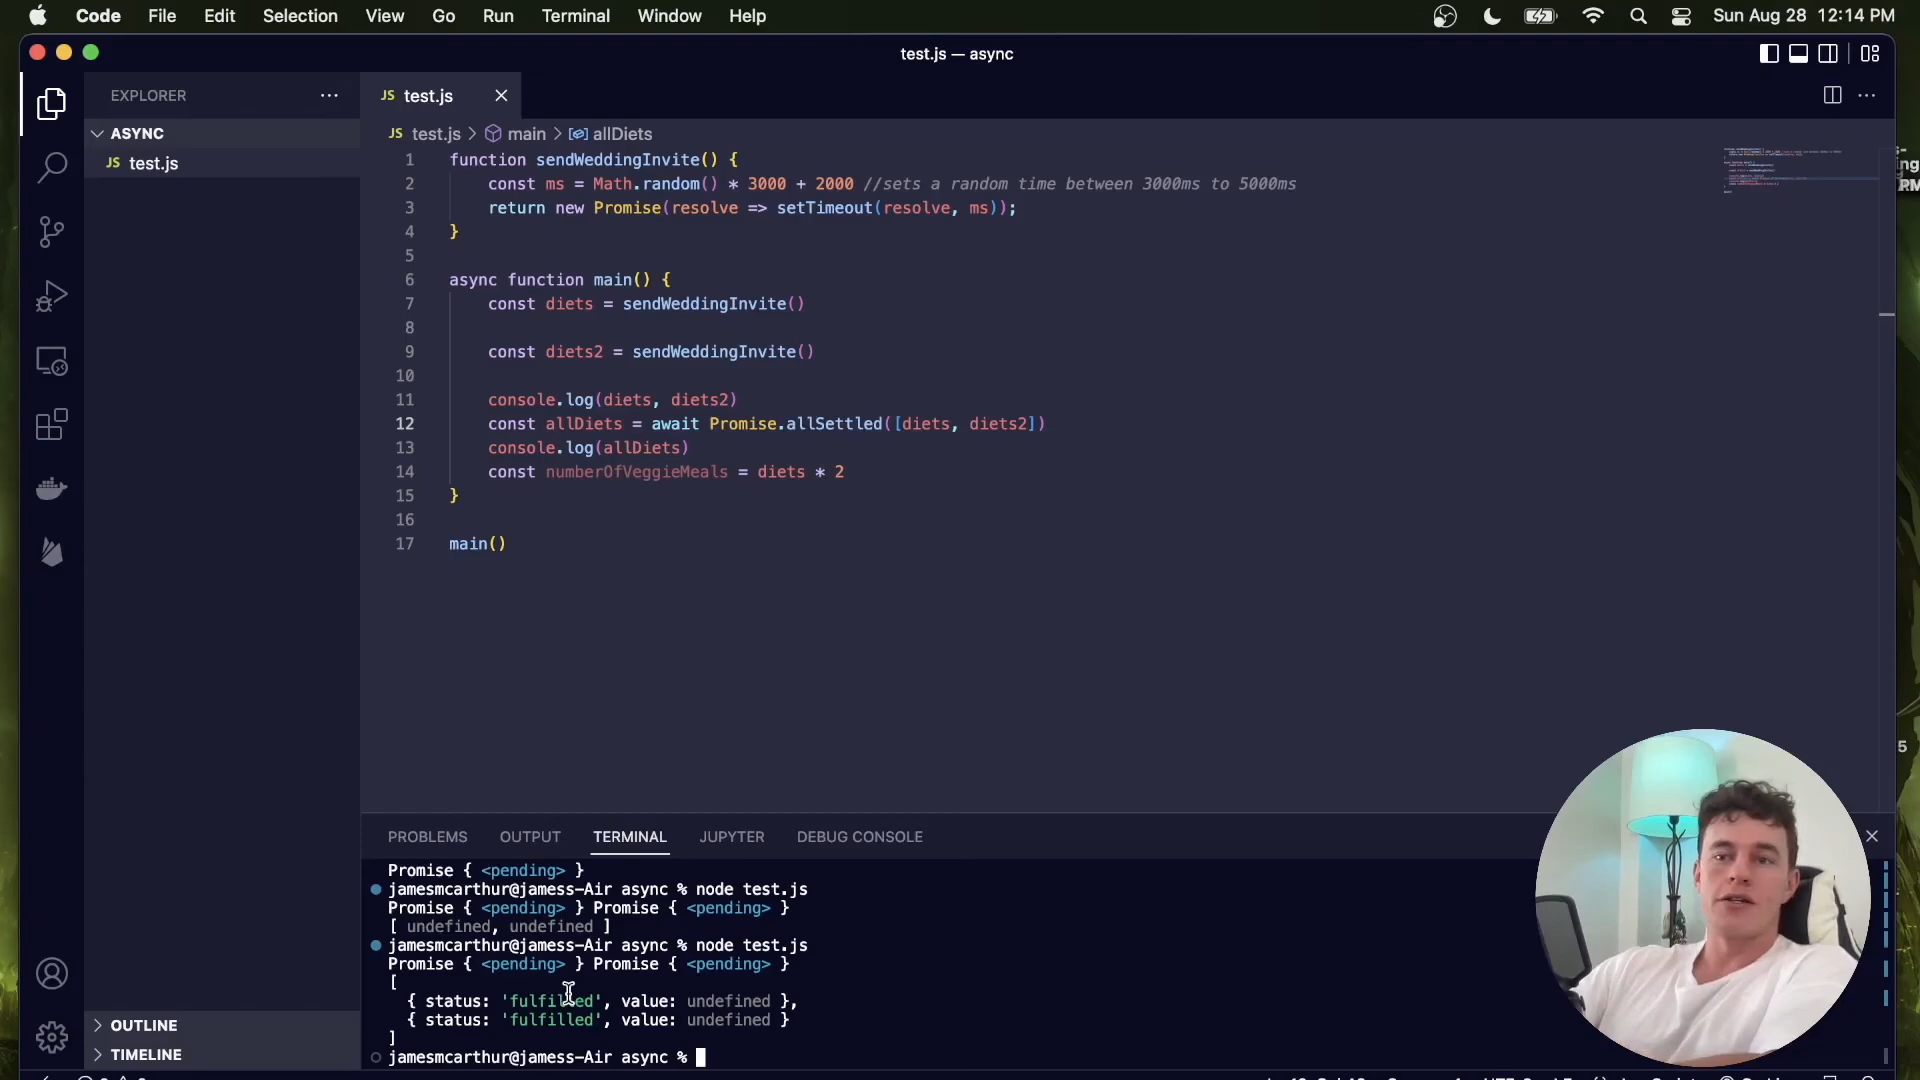 Code File Edit Selection View Go Run Terminal Window Help Sun Aug 28 12:14 PM
test.js — async
EXPLORER
JS test.js
ASYNC
JS test.js > main > allDiets
JS test.js
1 function sendWeddingInvite() {
2 const ms = Math.random() * 3000 + 2000 //sets a random time between 3000ms to 5000ms
3 return new Promise(resolve => setTimeout(resolve, ms));
4 }
5
6 async function main() {
7 const diets = sendWeddingInvite()
8
9 const diets2 = sendWeddingInvite()
10
11 console.log(diets, diets2)
12 const allDiets = await Promise.allSettled([diets, diets2])
13 console.log(allDiets)
14 const numberOfVeggieMeals = diets * 2
15 }
16
17 main()
PROBLEMS OUTPUT TERMINAL JUPYTER DEBUG CONSOLE
Promise { <pending> }
jamesmcarthur@jamess-Air async % node test.js
Promise { <pending> } Promise { <pending> }
[ undefined, undefined ]
jamesmcarthur@jamess-Air async % node test.js
Promise { <pending> } Promise { <pending> }
[
{ status: 'fulfilled', value: undefined },
{ status: 'fulfilled', value: undefined }
]
jamesmcarthur@jamess-Air async %
OUTLINE
TIMELINE